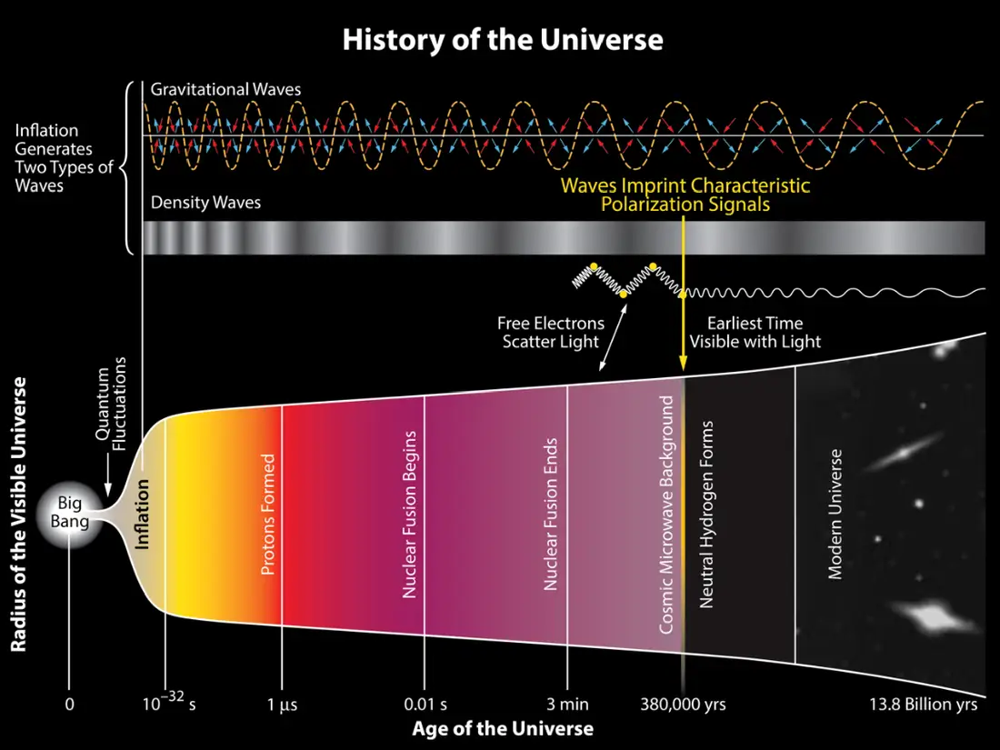 History of the Universe
Gravitational Waves
Inflation
Generates
Two Types of
Waves
Density Waves
Waves Imprint Characteristic
Polarization Signals
Free Electrons
Scatter Light
Earliest Time
Visible with Light
Radius of the Visible Universe
Quantum
Fluctuations
Big
Bang
Inflation
Protons Formed
Nuclear Fusion Begins
Nuclear Fusion Ends
Cosmic Microwave Background
Neutral Hydrogen Forms
Modern Universe
0
10⁻³² s
1 µs
0.01 s
3 min
380,000 yrs
13.8 Billion yrs
Age of the Universe